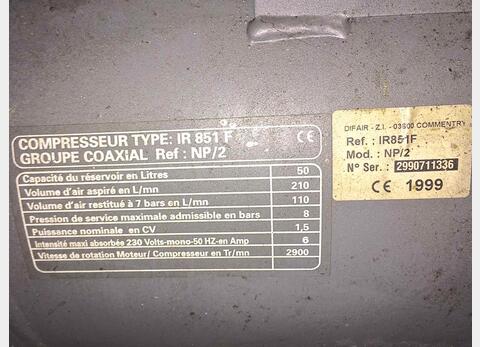 COMPRESSEUR TYPE: IR 851 F CE
GROUPE COAXIAL Ref : NP/2
Capacité du réservoir en Litres 50
Volume d'air aspiré en L/mn 210
Volume d'air restitué à 7 bars en L/mn 110
Pression de service maximale admissible en bars 8
Puissance nominale en CV 1,5
Intensité maxi absorbée 230 Volts-mono-50 HZ-en Amp 6
Vitesse de rotation Moteur/ Compresseur en Tr/mn 2900
DIFAIR - Z.I. - 03600 COMMENTRY
Ref. : IR851F
Mod. : NP/2
N° Ser. : 2990711336
CE 1999